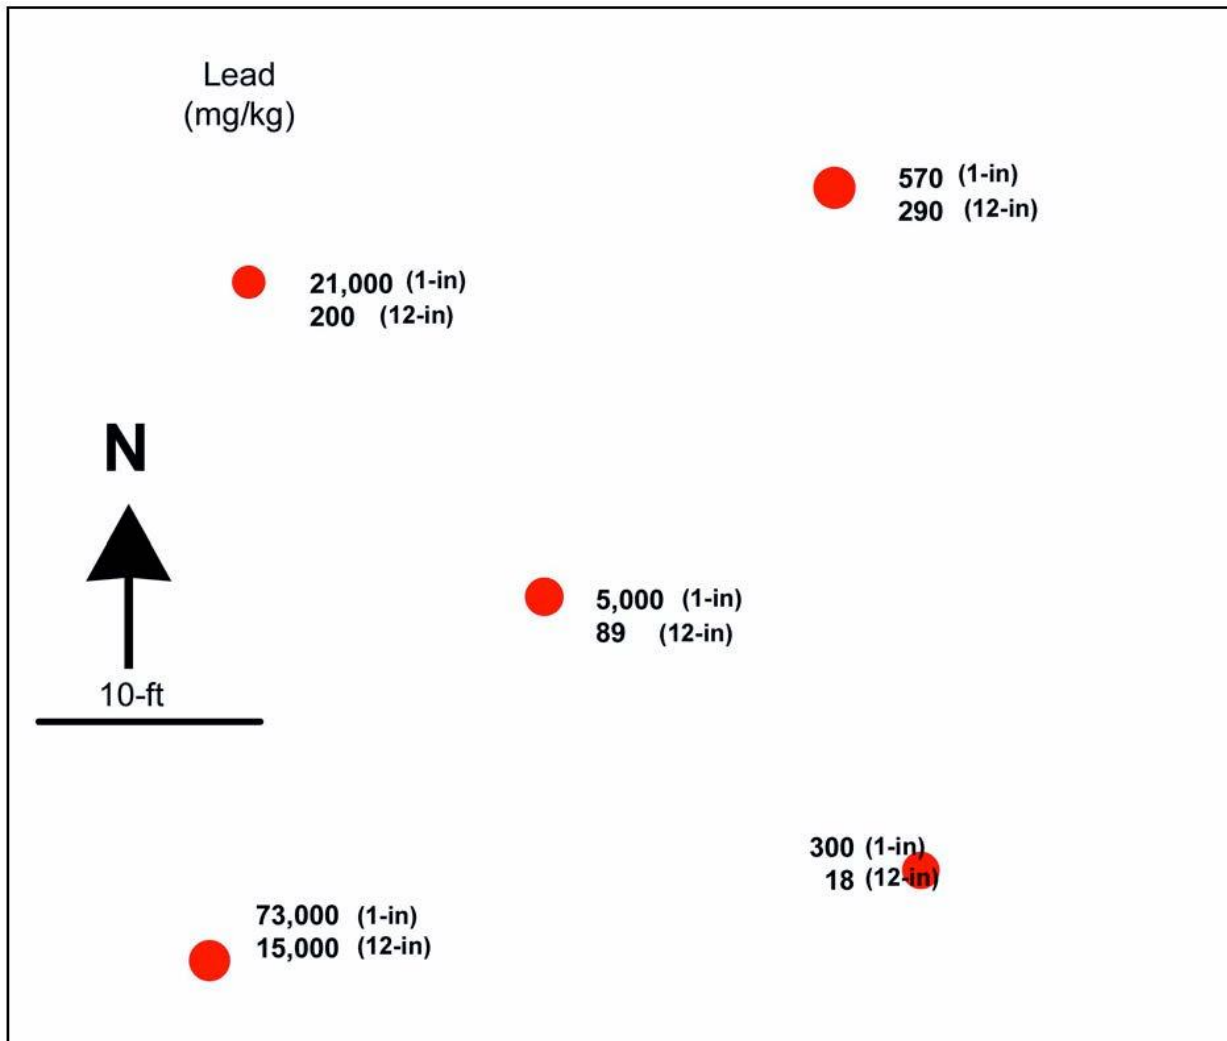 Lead
(mg/kg)
570 (1-in)
290 (12-in)
21,000 (1-in)
200 (12-in)
N
5,000 (1-in)
89 (12-in)
10-ft
300 (1-in)
18 (12-in)
73,000 (1-in)
15,000 (12-in)